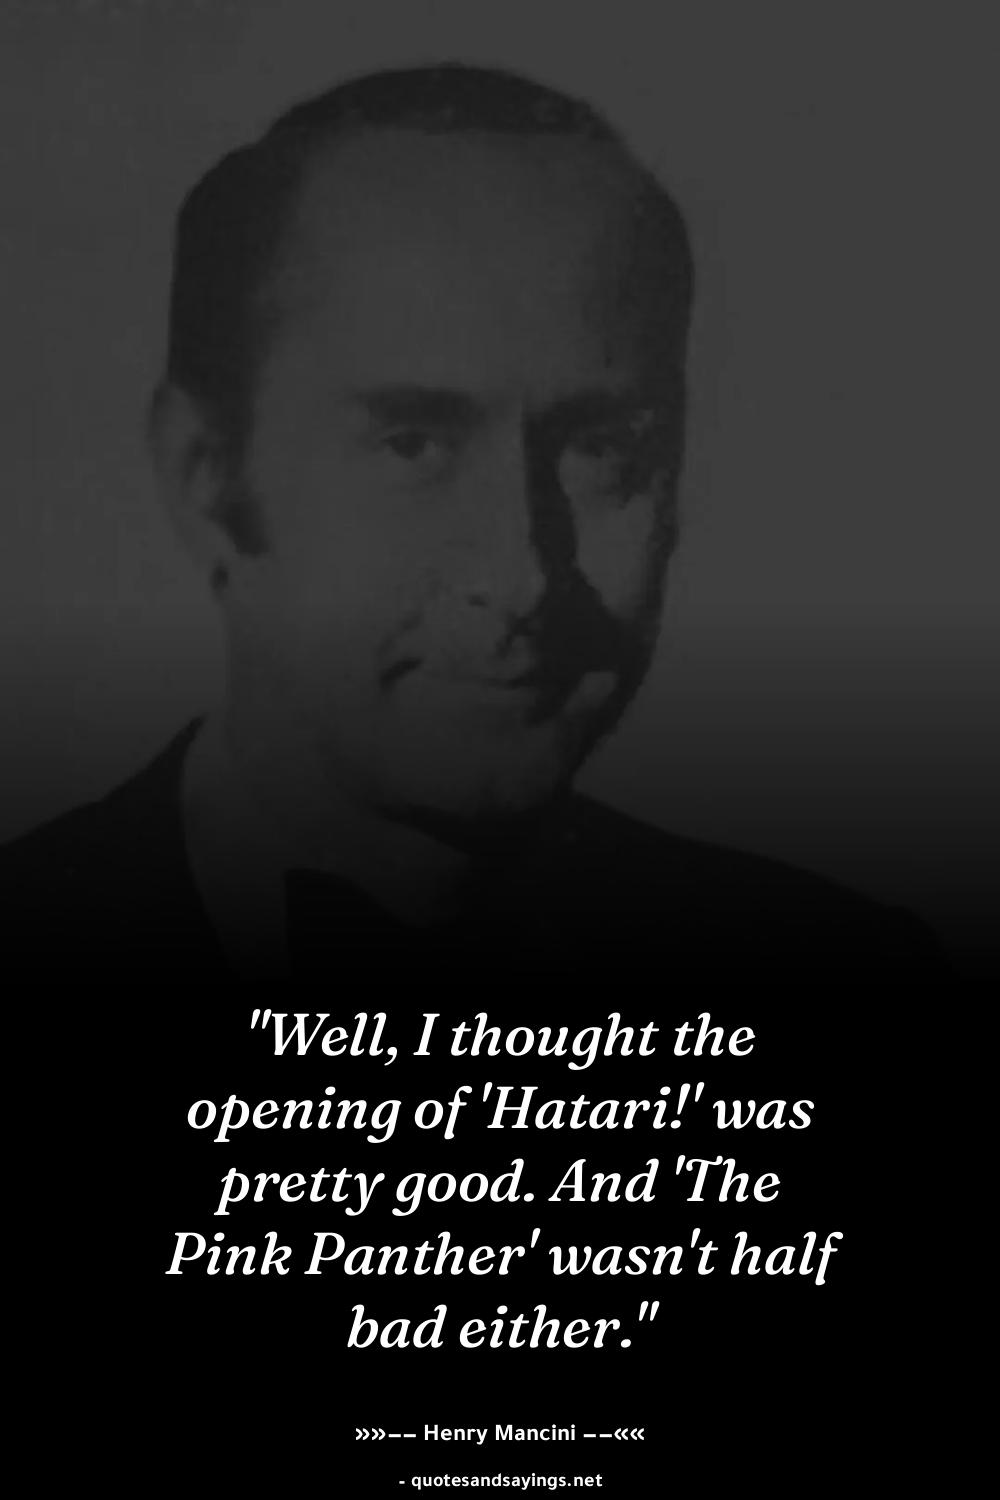 "Well, I thought the
opening of 'Hatari!' was
pretty good. And 'The
Pink Panther' wasn't half
bad either."
»»–– Henry Mancini ––««
- quotesandsayings.net